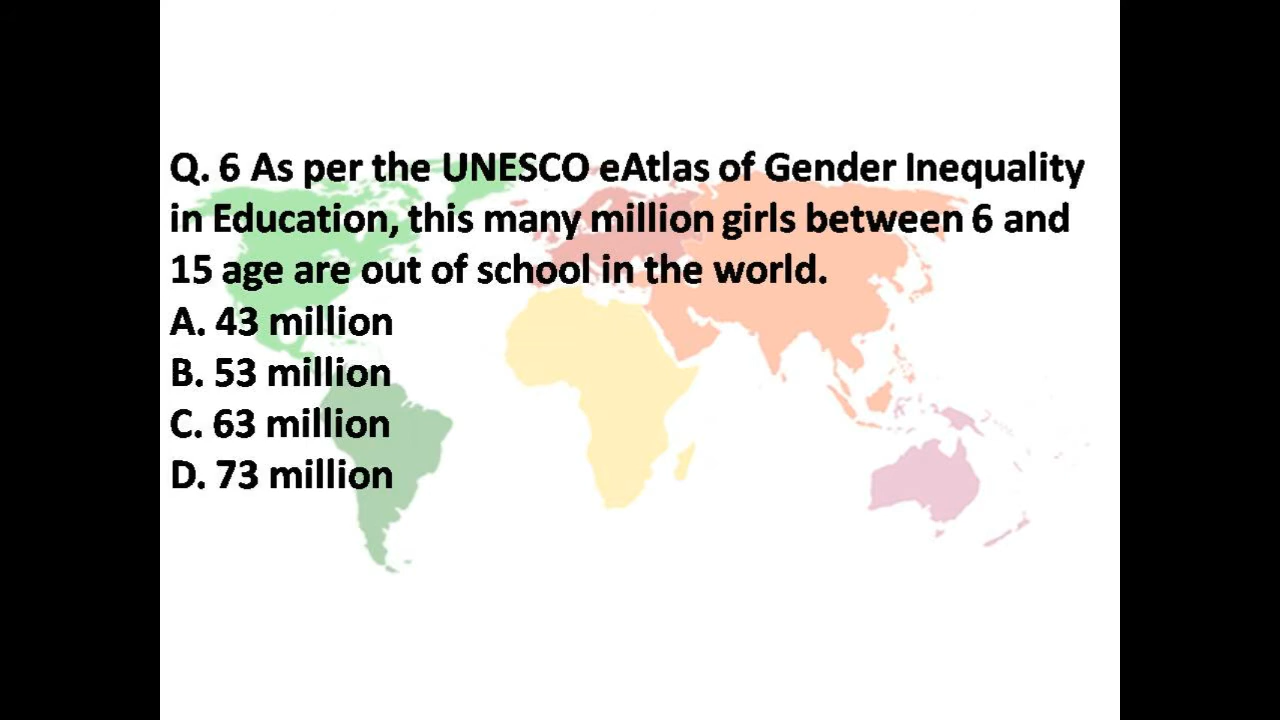 Q. 6 As per the UNESCO eAtlas of Gender Inequality
in Education, this many million girls between 6 and
15 age are out of school in the world.
A. 43 million
B. 53 million
C. 63 million
D. 73 million